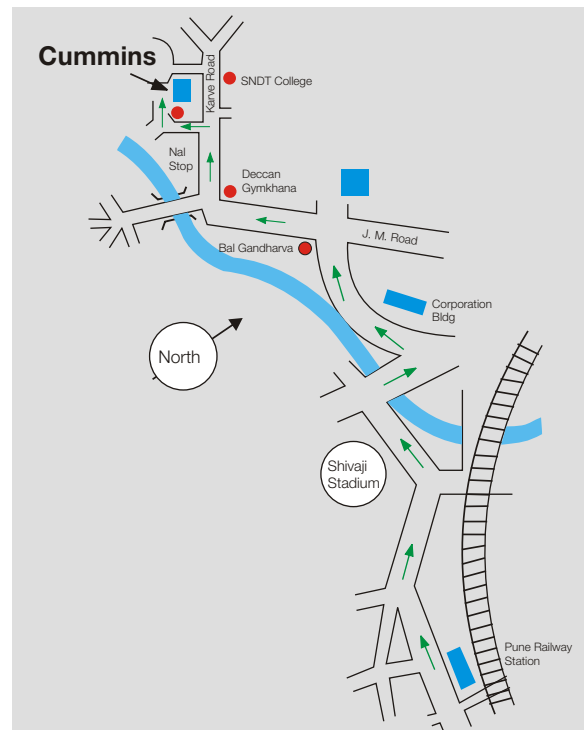 Cummins
Karve Road
SNDT College
Nal
Stop
Deccan
Gymkhana
J. M. Road
Bal Gandharva
Corporation
Bldg
North
Shivaji
Stadium
Pune Railway
Station